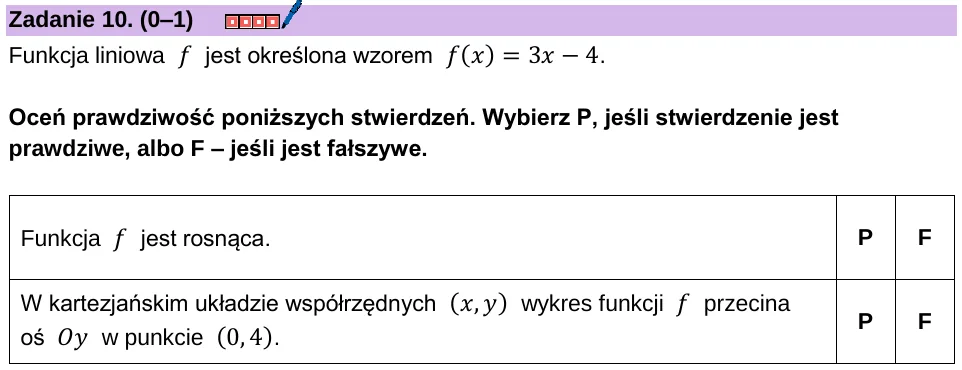 Zadanie 10. (0–1)
Funkcja liniowa f jest określona wzorem f(x) = 3x − 4.
Oceń prawdziwość poniższych stwierdzeń. Wybierz P, jeśli stwierdzenie jest
prawdziwe, albo F – jeśli jest fałszywe.
Funkcja f jest rosnąca. P F
W kartezjańskim układzie współrzędnych (x, y) wykres funkcji f przecina
oś Oy w punkcie (0, 4). P F